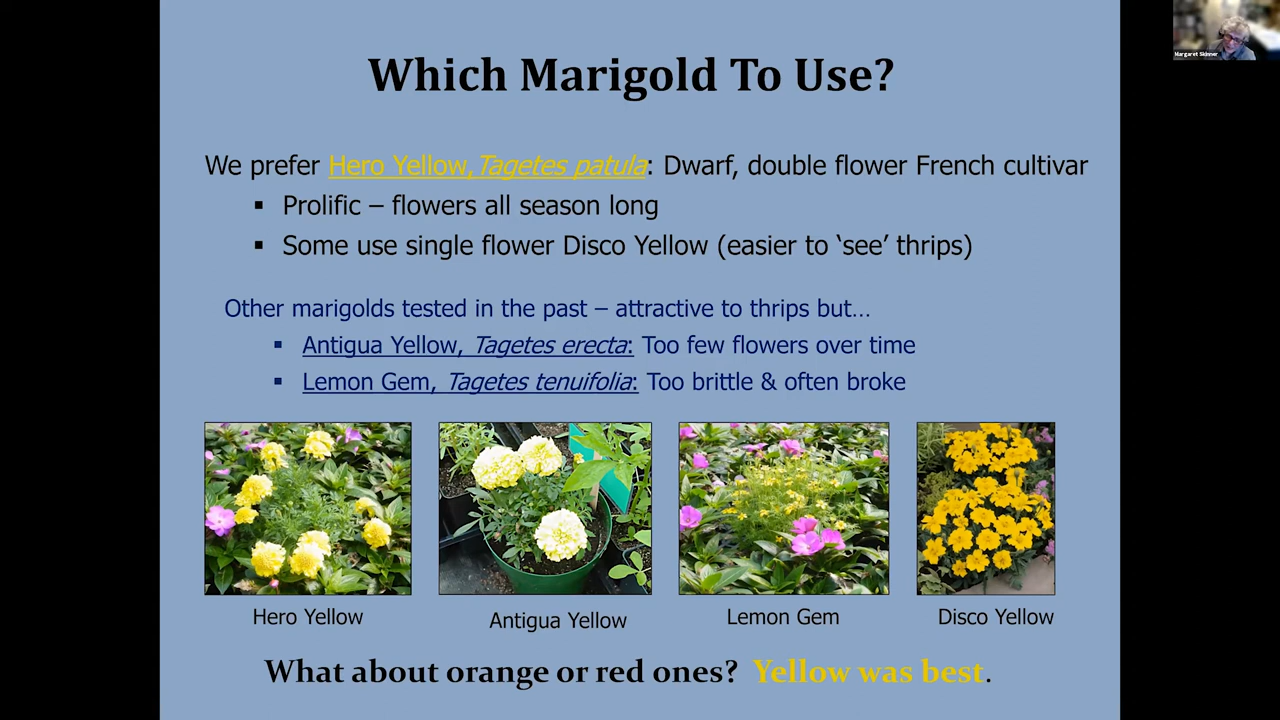 Which Marigold To Use?
Margaret Skinner
We prefer Hero Yellow, Tagetes patula: Dwarf, double flower French cultivar
▪ Prolific – flowers all season long
▪ Some use single flower Disco Yellow (easier to ‘see’ thrips)
Other marigolds tested in the past – attractive to thrips but…
▪ Antigua Yellow, Tagetes erecta: Too few flowers over time
▪ Lemon Gem, Tagetes tenuifolia: Too brittle & often broke
Hero Yellow
Antigua Yellow
Lemon Gem
Disco Yellow
What about orange or red ones? Yellow was best.